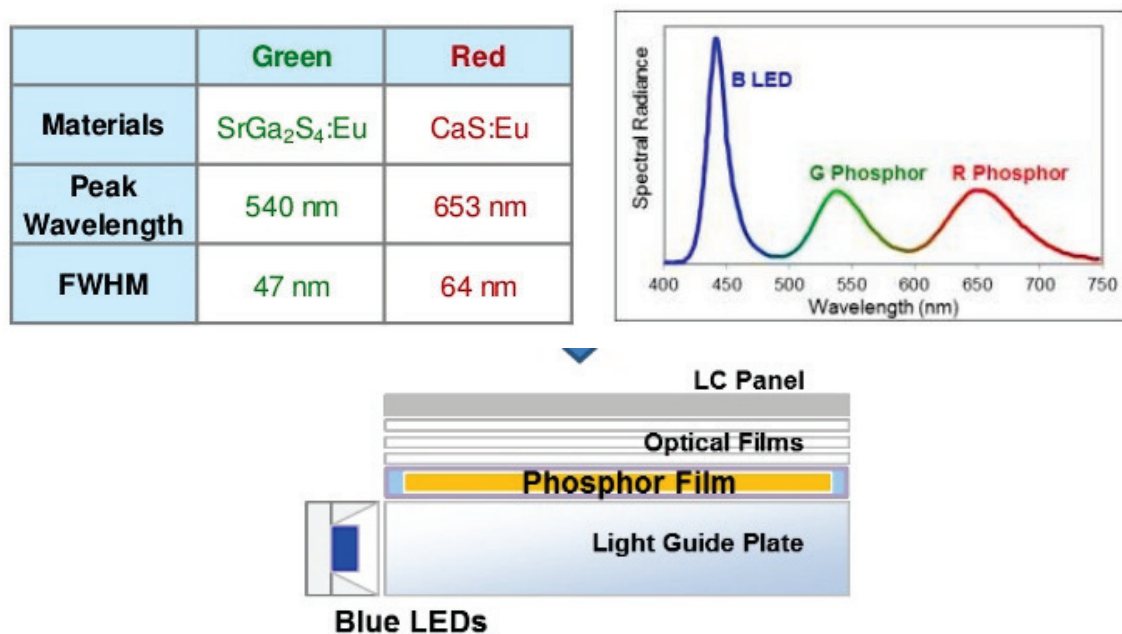 Green Red
Materials SrGa₂S₄:Eu CaS:Eu
Peak
Wavelength 540 nm 653 nm
FWHM 47 nm 64 nm
Spectral Radiance
B LED
G Phosphor R Phosphor
400 450 500 550 600 650 700 750
Wavelength (nm)
LC Panel
Optical Films
Phosphor Film
Light Guide Plate
Blue LEDs